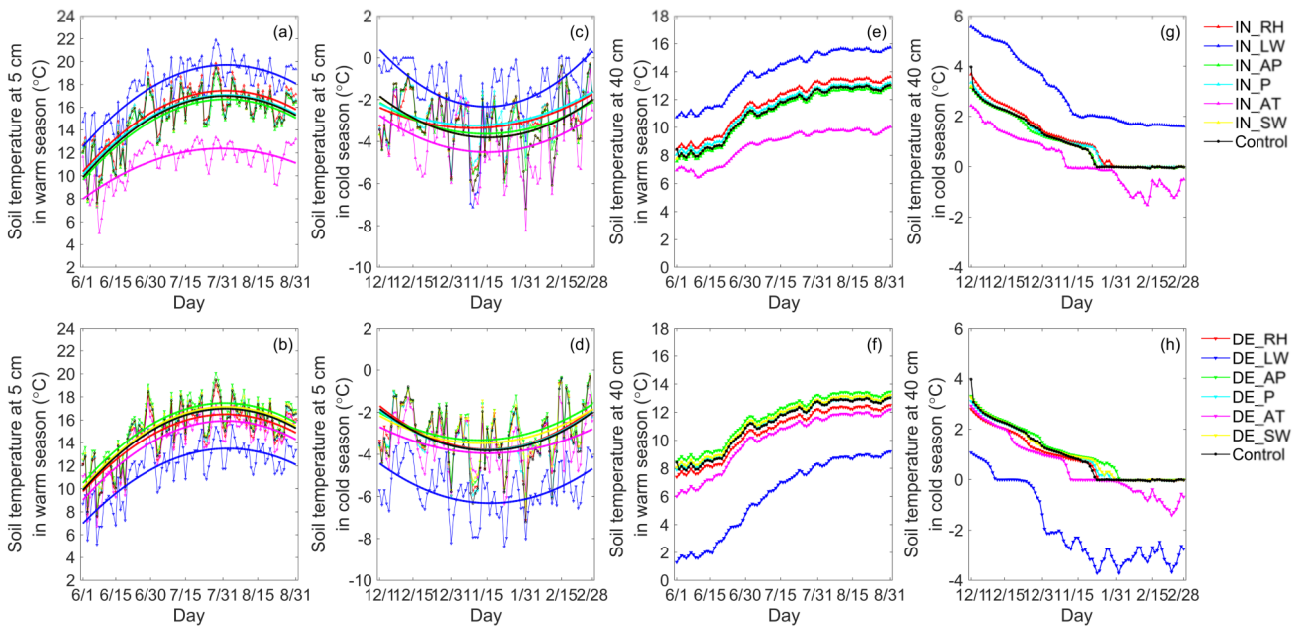 (a)
Soil temperature at 5 cm
in warm season (°C)
24
22
20
18
16
14
12
10
8
6
4
2
6/1
6/15
6/30
7/15
7/31
8/15
8/31
Day
(c)
Soil temperature at 5 cm
in cold season (°C)
2
0
-2
-4
-6
-8
-10
12/11
12/15
12/31
1/15
1/31
2/15
2/28
Day
(e)
Soil temperature at 40 cm
in warm season (°C)
18
16
14
12
10
8
6
4
2
0
6/1
6/15
6/30
7/15
7/31
8/15
8/31
Day
(g)
Soil temperature at 40 cm
in cold season (°C)
6
4
2
0
-2
-4
12/11
12/15
12/31
1/15
1/31
2/15
2/28
Day
IN_RH
IN_LW
IN_AP
IN_P
IN_AT
IN_SW
Control
(b)
Soil temperature at 5 cm
in warm season (°C)
24
22
20
18
16
14
12
10
8
6
4
2
6/1
6/15
6/30
7/15
7/31
8/15
8/31
Day
(d)
Soil temperature at 5 cm
in cold season (°C)
2
0
-2
-4
-6
-8
-10
12/11
12/15
12/31
1/15
1/31
2/15
2/28
Day
(f)
Soil temperature at 40 cm
in warm season (°C)
18
16
14
12
10
8
6
4
2
0
6/1
6/15
6/30
7/15
7/31
8/15
8/31
Day
(h)
Soil temperature at 40 cm
in cold season (°C)
6
4
2
0
-2
-4
12/11
12/15
12/31
1/15
1/31
2/15
2/28
Day
DE_RH
DE_LW
DE_AP
DE_P
DE_AT
DE_SW
Control